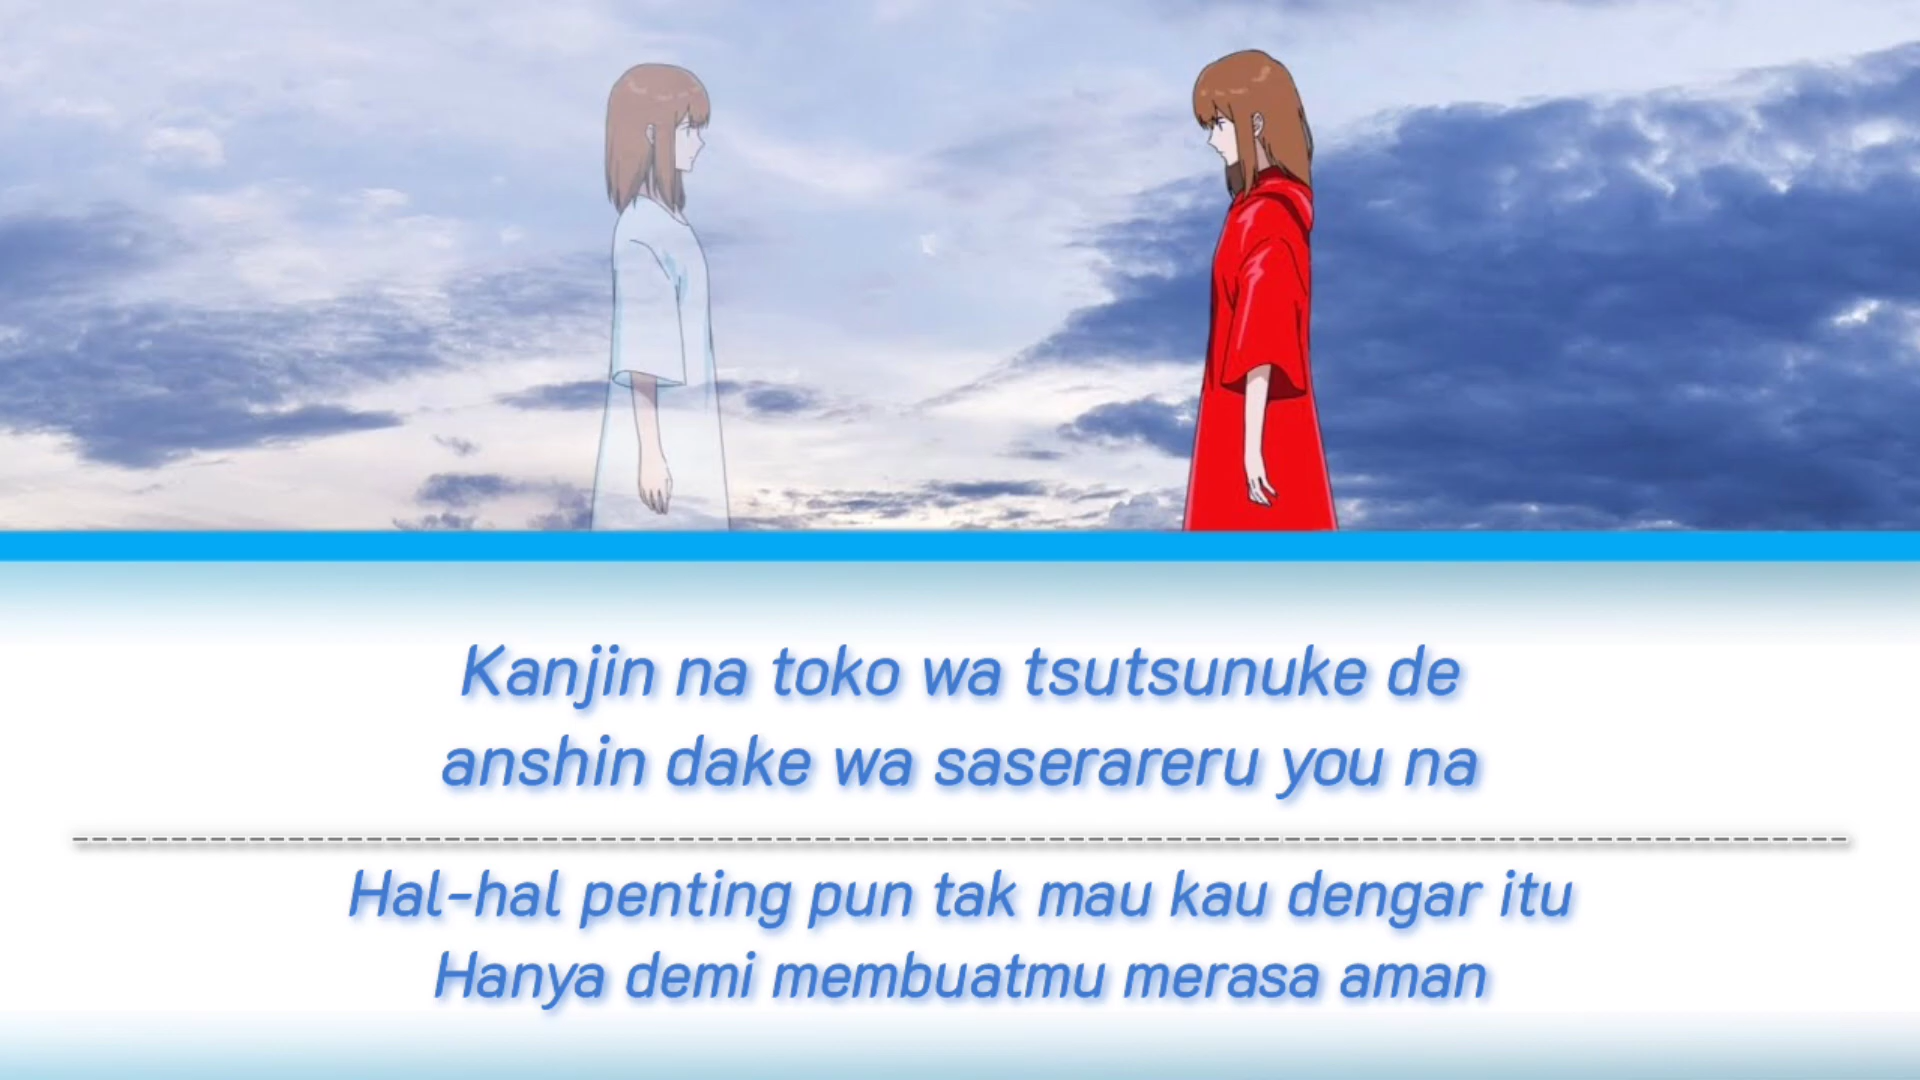 Kanjin na toko wa tsutsunuke de
anshin dake wa saserareru you na
Hal-hal penting pun tak mau kau dengar itu
Hanya demi membuatmu merasa aman